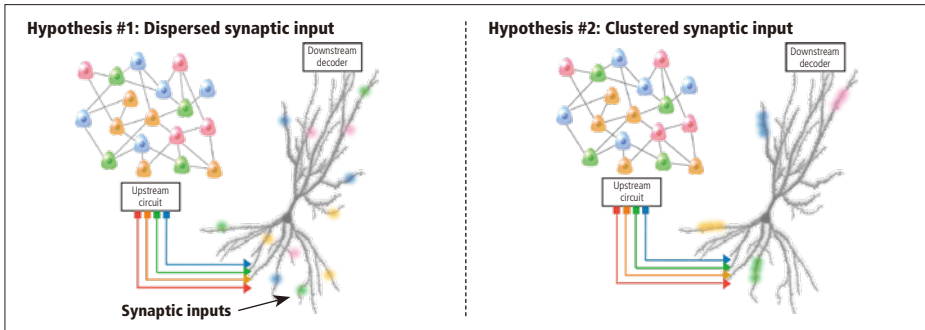 Hypothesis #1: Dispersed synaptic input
Downstream
decoder
Upstream
circuit
Synaptic inputs
Hypothesis #2: Clustered synaptic input
Downstream
decoder
Upstream
circuit